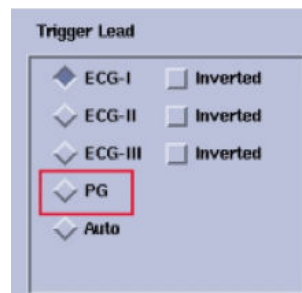 Trigger Lead
ECG-I Inverted
ECG-II Inverted
ECG-III Inverted
PG
Auto